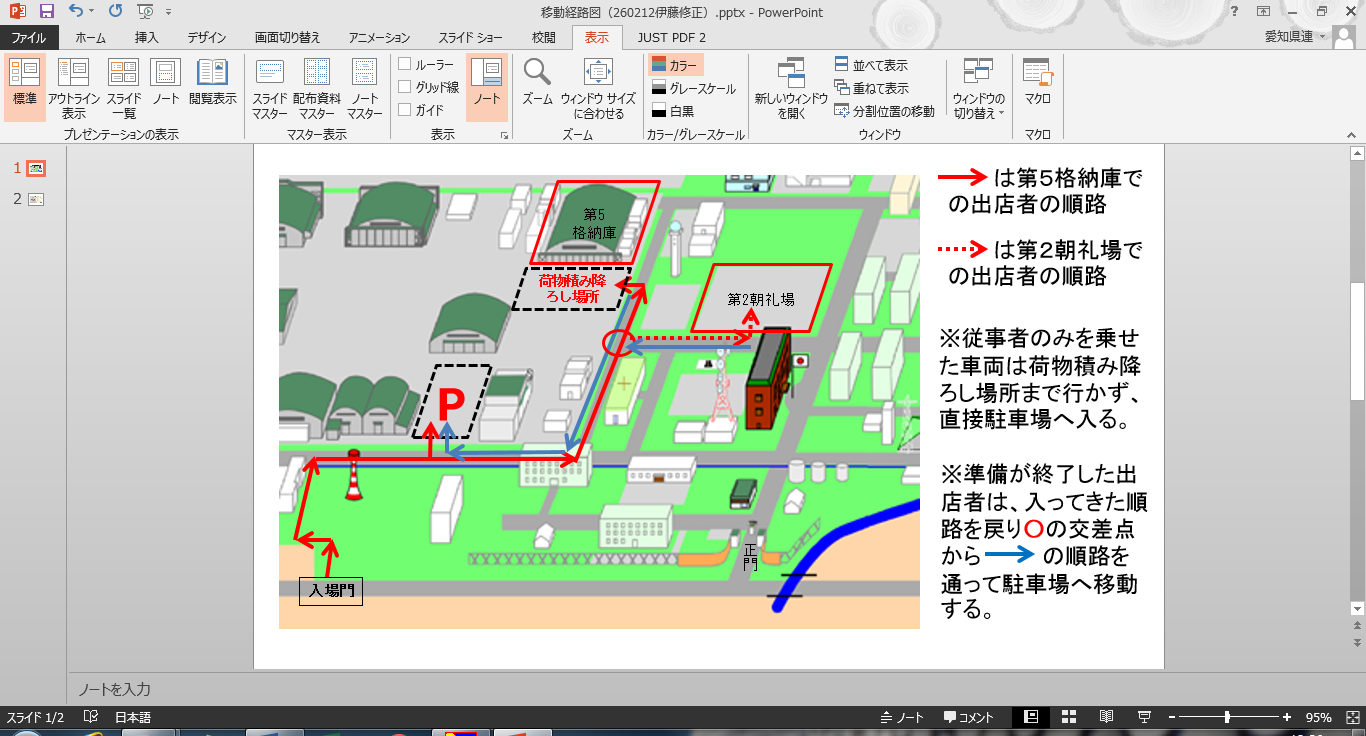 移動経路図（260212伊藤修正）.pptx - PowerPoint
ファイル ホーム 挿入 デザイン 画面切り替え アニメーション スライド ショー 校閲 表示 JUST PDF 2 愛知県連
標準 アウトライン表示 スライド一覧 ノート 閲覧表示
プレゼンテーションの表示
スライドマスター 配布資料マスター ノートマスター
マスター表示
ルーラー
グリッド線
ガイド
ノート
表示
ズーム ウィンドウ サイズに合わせる
ズーム
カラー
グレースケール
白黒
カラー/グレースケール
新しいウィンドウを開く
並べて表示
重ねて表示
分割位置の移動
ウィンドウの切り替え
ウィンドウ
マクロ
マクロ
1
2
第5
格納庫
荷物積み降
ろし場所
第2朝礼場
P
正
門
入場門
は第５格納庫で
の出店者の順路
は第２朝礼場で
の出店者の順路
※従事者のみを乗せ
た車両は荷物積み降
ろし場所まで行かず、
直接駐車場へ入る。
※準備が終了した出
店者は、入ってきた順
路を戻り〇の交差点
から の順路を
通って駐車場へ移動
する。
ノートを入力
スライド 1/2 日本語 ノート コメント 95%